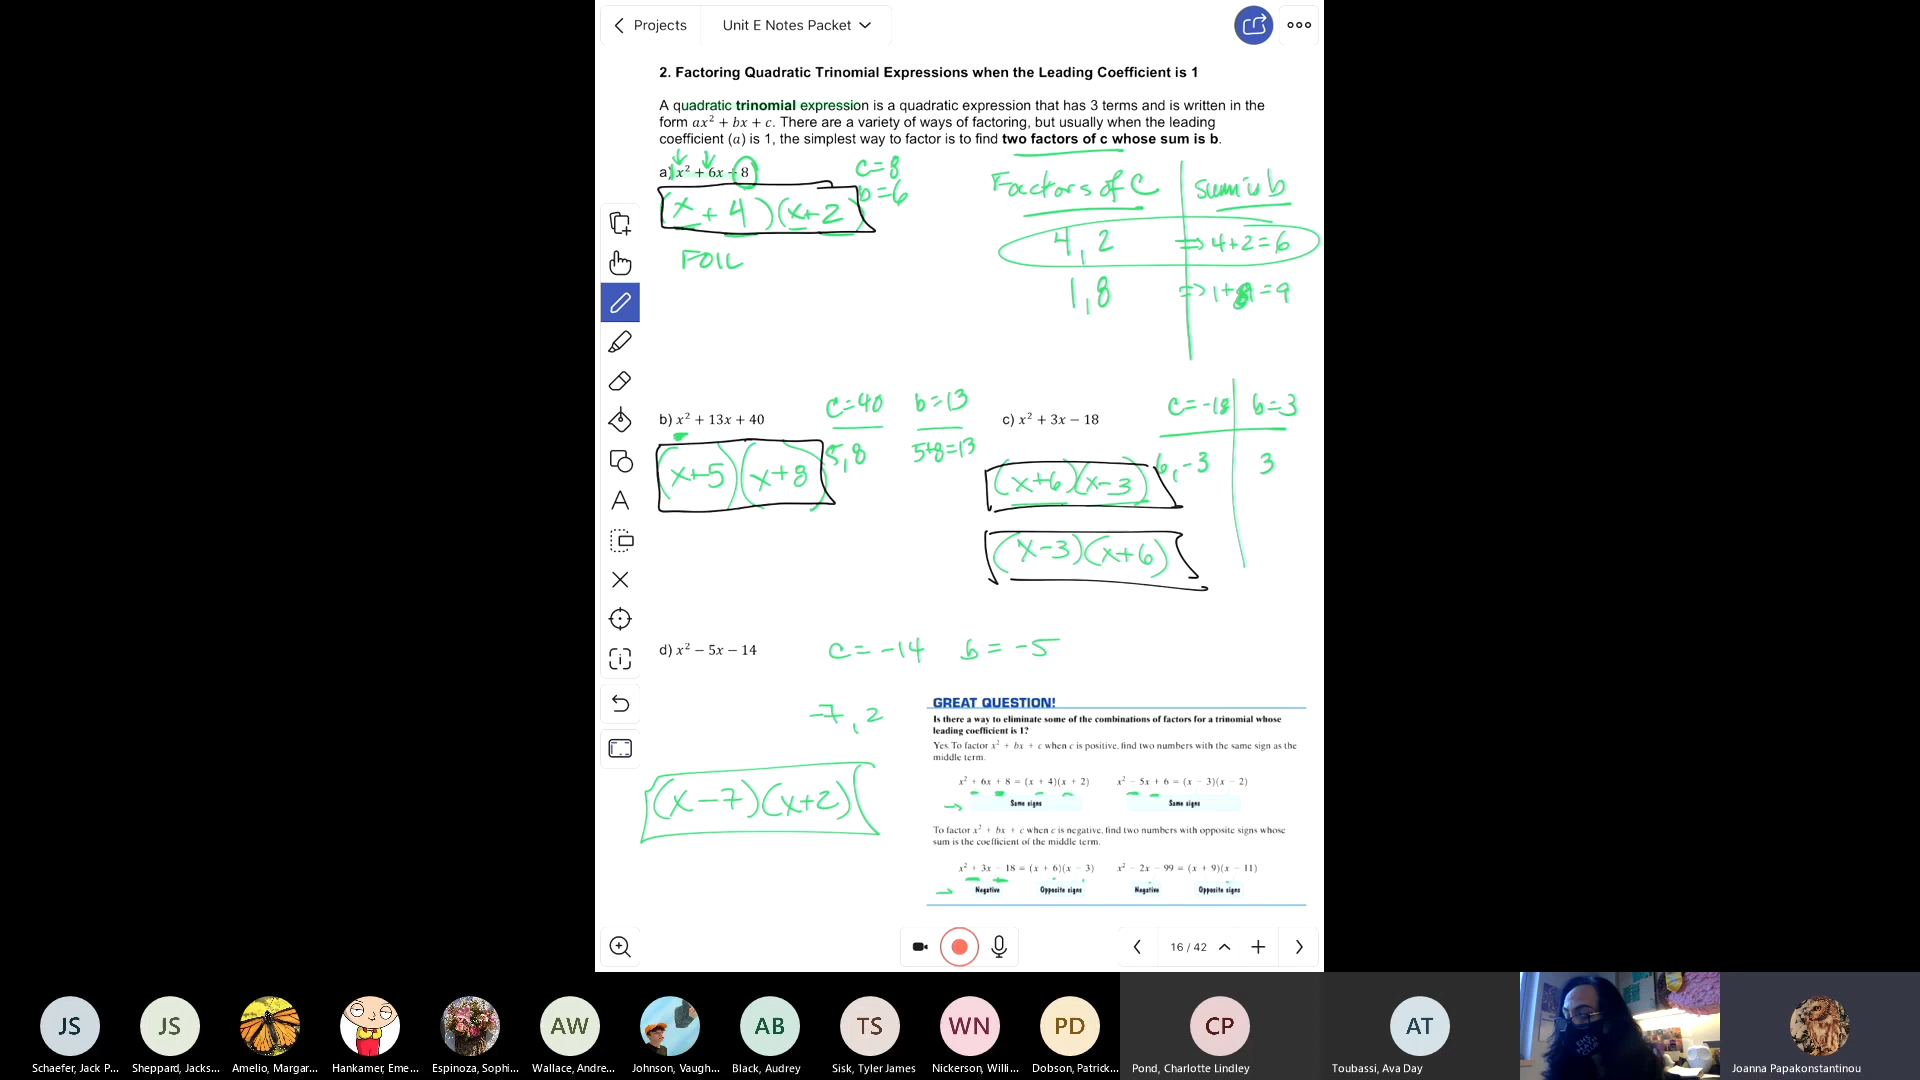 Projects
Unit E Notes Packet
2. Factoring Quadratic Trinomial Expressions when the Leading Coefficient is 1
A quadratic trinomial expression is a quadratic expression that has 3 terms and is written in the
form ax² + bx + c. There are a variety of ways of factoring, but usually when the leading
coefficient (a) is 1, the simplest way to factor is to find two factors of c whose sum is b.
a) x² + 6x + 8
c=8
b=6
(x + 4)(x+2)
FOIL
Factors of C
sum is b
4, 2
⇒ 4+2=6
1, 8
⇒ 1+8=9
b) x² + 13x + 40
c=40
b=13
5, 8
5+8=13
(x+5)(x+8)
c) x² + 3x − 18
c=-18
b=3
6, -3
3
(x+6)(x-3)
(x-3)(x+6)
d) x² − 5x − 14
c = -14
b = -5
-7, 2
(x-7)(x+2)
GREAT QUESTION!
Is there a way to eliminate some of the combinations of factors for a trinomial whose
leading coefficient is 1?
Yes. To factor x² + bx + c when c is positive, find two numbers with the same sign as the
middle term.
x² + 6x + 8 = (x + 4)(x + 2)
x² − 5x + 6 = (x − 3)(x − 2)
Same signs
Same signs
To factor x² + bx + c when c is negative, find two numbers with opposite signs whose
sum is the coefficient of the middle term.
x² + 3x − 18 = (x + 6)(x − 3)
x² − 2x − 99 = (x + 9)(x − 11)
Negative
Opposite signs
Negative
Opposite signs
16 / 42
JS
JS
AW
AB
TS
WN
PD
CP
AT
Schaefer, Jack P...
Sheppard, Jacks...
Amelio, Margar...
Hankamer, Eme...
Espinoza, Sophi...
Wallace, Andre...
Johnson, Vaugh...
Black, Audrey
Sisk, Tyler James
Nickerson, Willi...
Dobson, Patrick...
Pond, Charlotte Lindley
Toubassi, Ava Day
Joanna Papakonstantinou